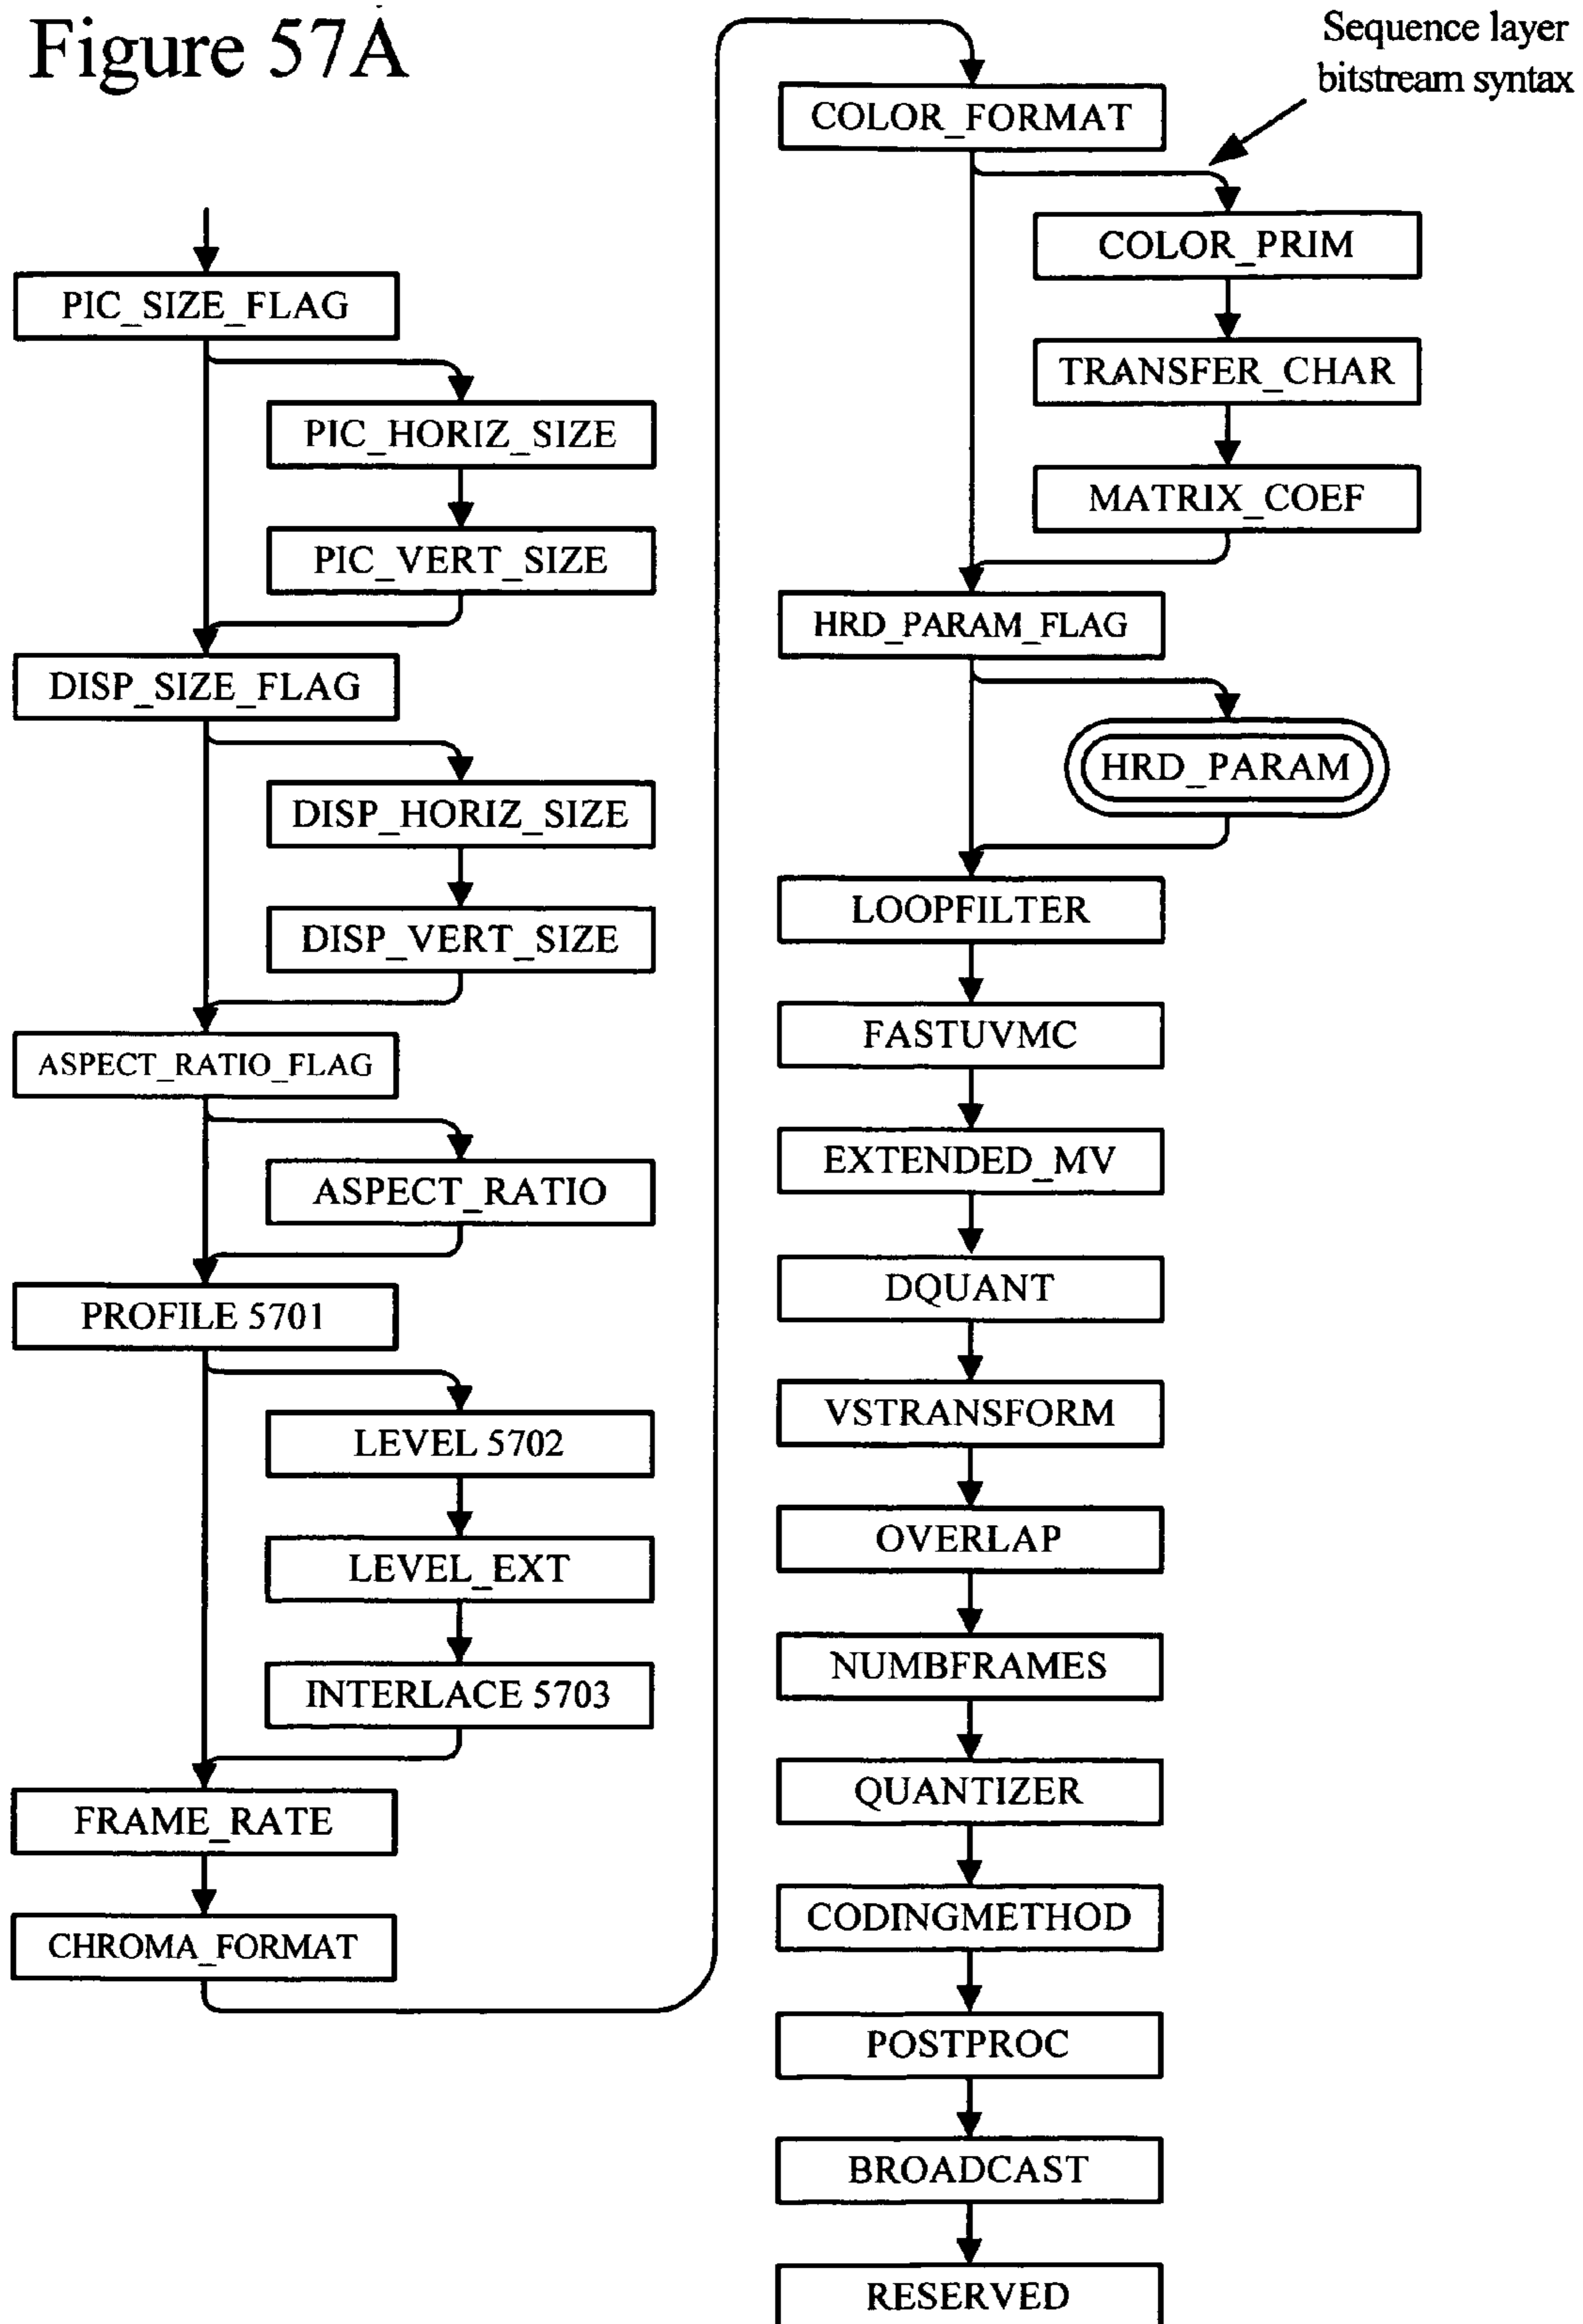 Figure 57A
PIC_SIZE_FLAG
PIC_HORIZ_SIZE
PIC_VERT_SIZE
DISP_SIZE_FLAG
DISP_HORIZ_SIZE
DISP_VERT_SIZE
ASPECT_RATIO_FLAG
ASPECT_RATIO
PROFILE 5701
LEVEL 5702
LEVEL_EXT
INTERLACE 5703
FRAME_RATE
CHROMA_FORMAT
Sequence layer
bitstream syntax
COLOR_FORMAT
COLOR_PRIM
TRANSFER_CHAR
MATRIX_COEF
HRD_PARAM_FLAG
HRD_PARAM
LOOPFILTER
FASTUVMC
EXTENDED_MV
DQUANT
VSTRANSFORM
OVERLAP
NUMBFRAMES
QUANTIZER
CODINGMETHOD
POSTPROC
BROADCAST
RESERVED